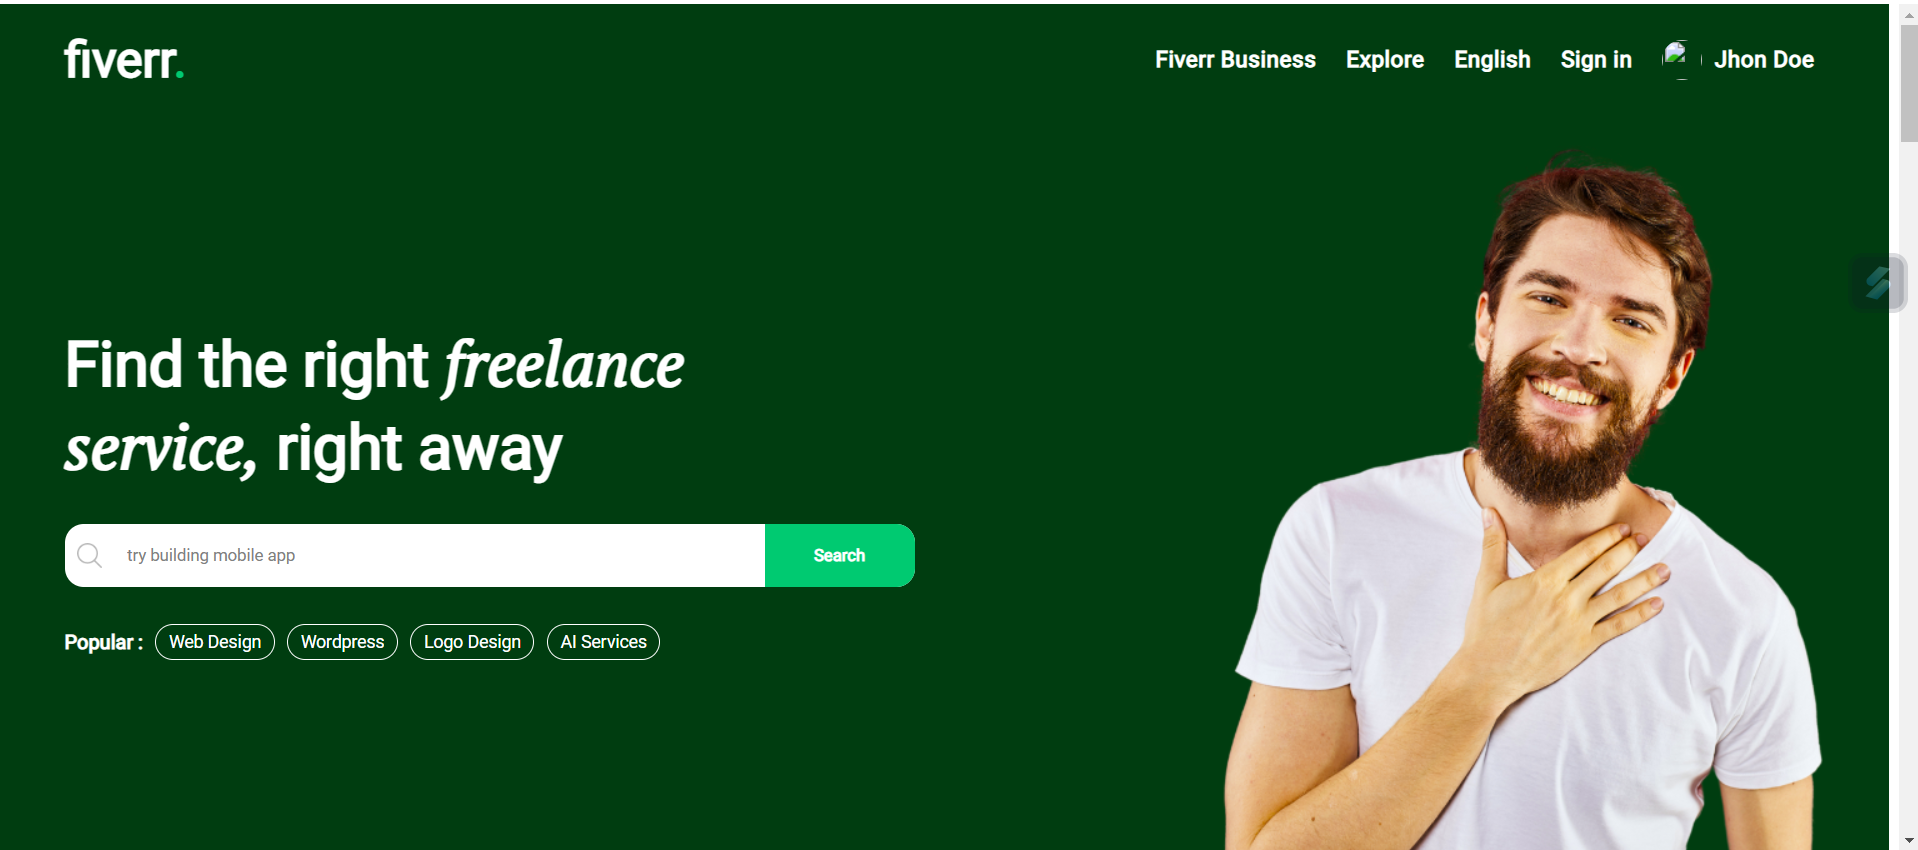 fiverr.
Fiverr Business Explore English Sign in Jhon Doe
Find the right freelance
service, right away
try building mobile app Search
Popular : Web Design Wordpress Logo Design AI Services